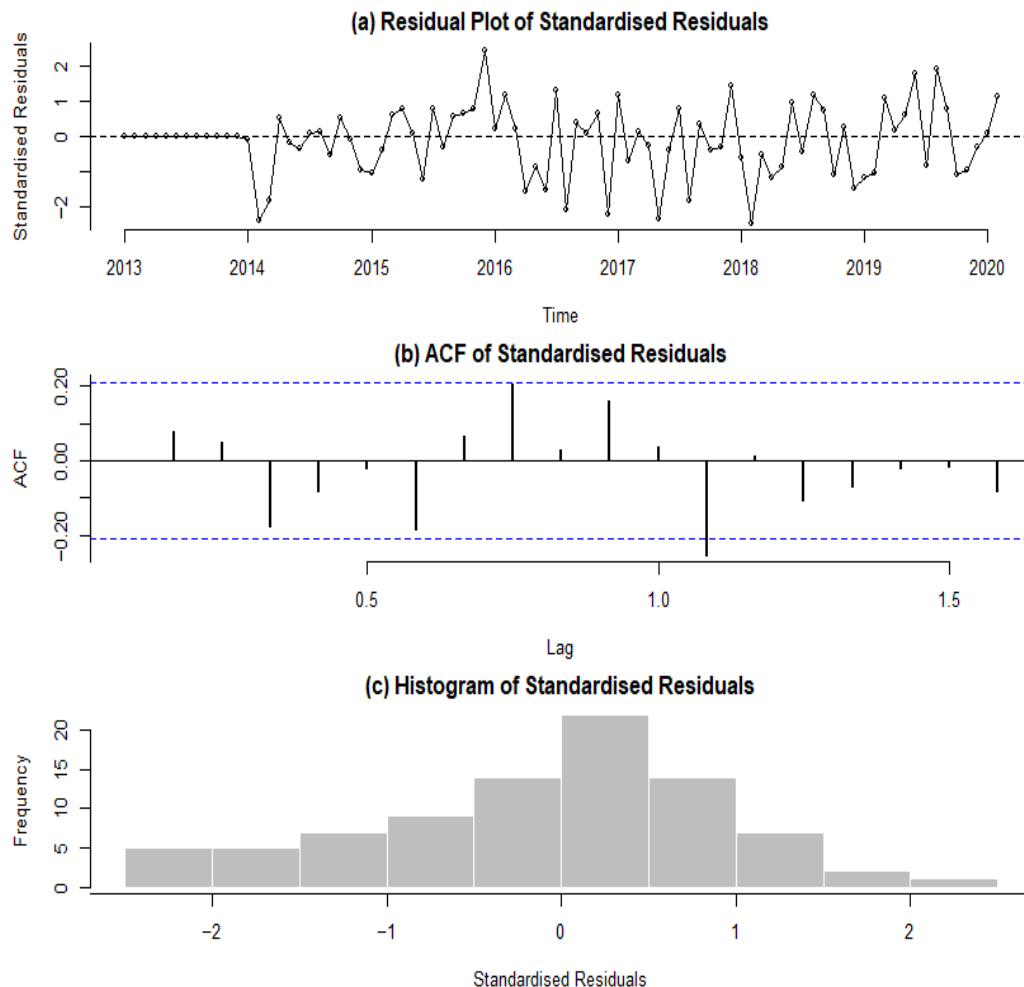 (a) Residual Plot of Standardised Residuals
Standardised Residuals
2
1
0
−2
2013 2014 2015 2016 2017 2018 2019 2020
Time
(b) ACF of Standardised Residuals
ACF
0.20
0.00
−0.20
0.5 1.0 1.5
Lag
(c) Histogram of Standardised Residuals
Frequency
20
15
10
5
0
−2 −1 0 1 2
Standardised Residuals